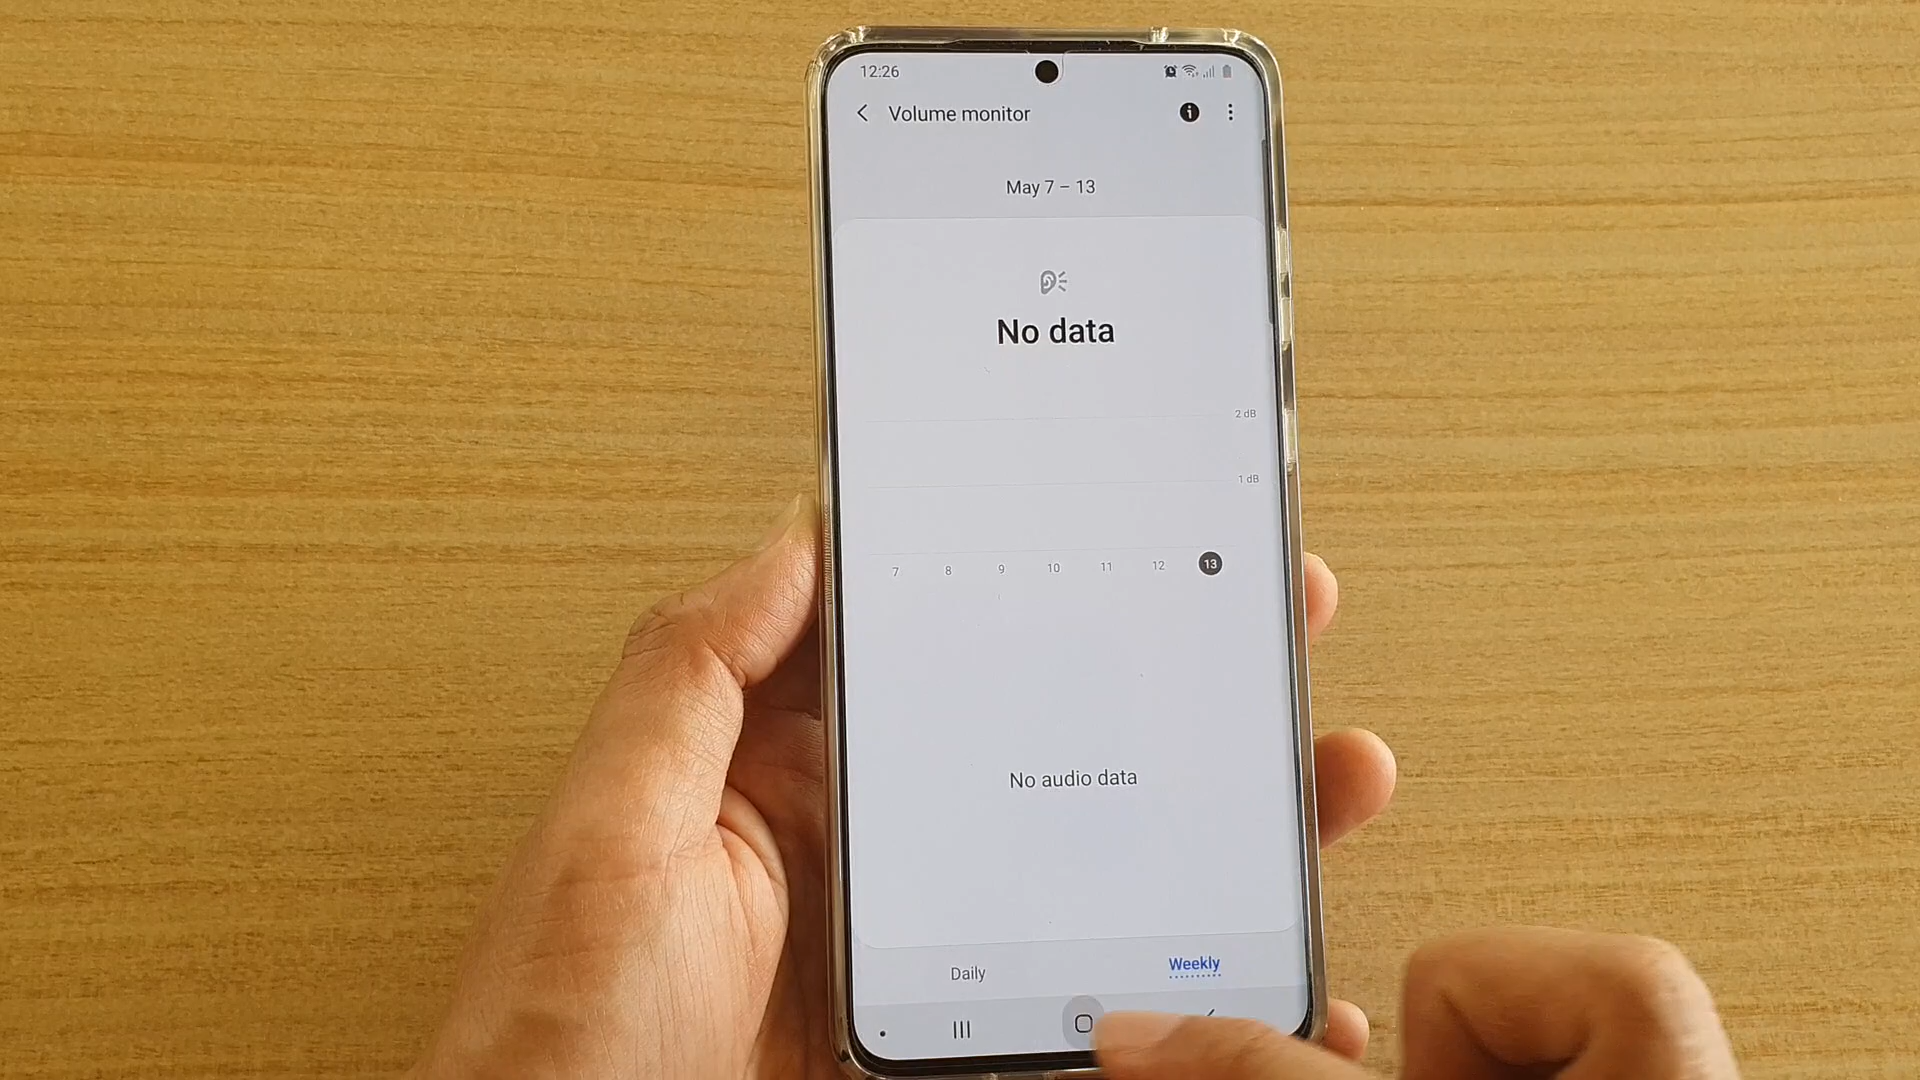 12:26
Volume monitor
May 7 – 13
No data
2 dB
1 dB
7 8 9 10 11 12 13
No audio data
Daily Weekly